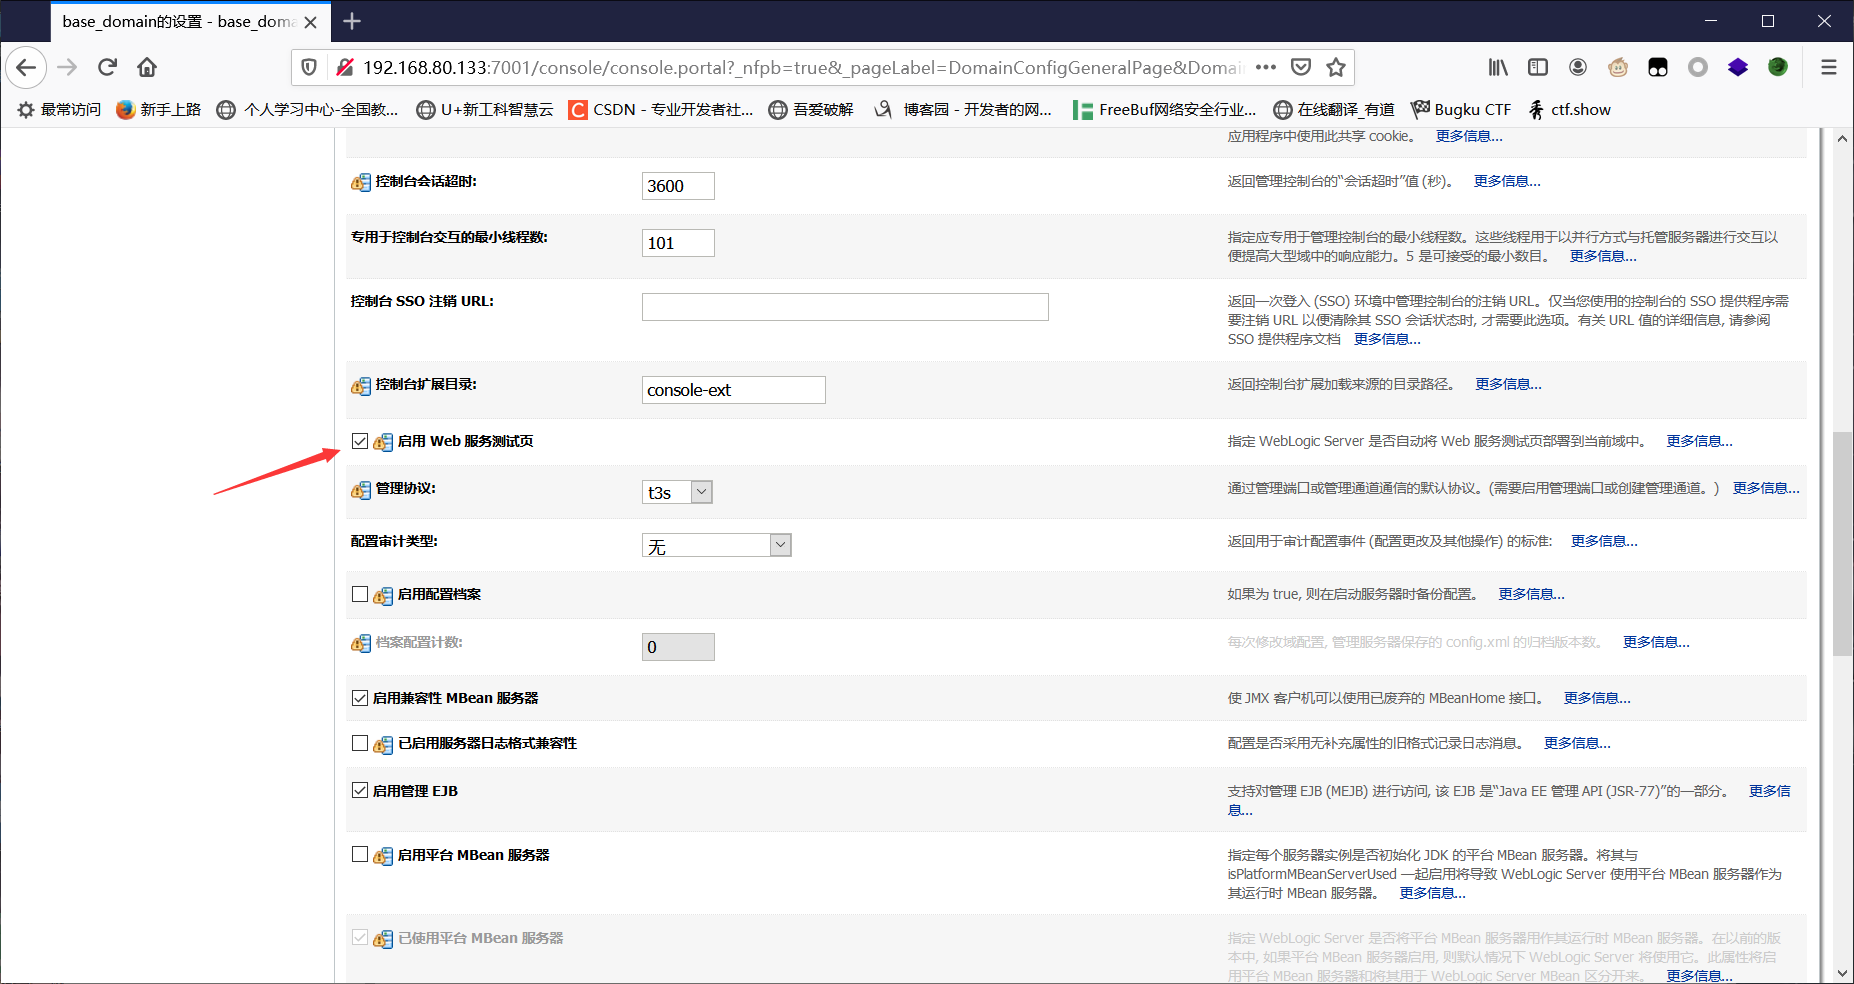 base_domain的设置 - base_doma
192.168.80.133:7001/console/console.portal?_nfpb=true&_pageLabel=DomainConfigGeneralPage&Domai
最常访问 新手上路 个人学习中心-全国教... U+新工科智慧云 CSDN - 专业开发者社... 吾爱破解 博客园 - 开发者的网... FreeBuf网络安全行业... 在线翻译_有道 Bugku CTF ctf.show
应用程序中使用此共享 cookie。 更多信息...
控制台会话超时: 3600 返回管理控制台的"会话超时"值 (秒)。 更多信息...
专用于控制台交互的最小线程数: 101 指定应专用于管理控制台的最小线程数。这些线程用于以并行方式与托管服务器进行交互以
便提高大型域中的响应能力。5 是可接受的最小数目。 更多信息...
控制台 SSO 注销 URL: 返回一次登入 (SSO) 环境中管理控制台的注销 URL。仅当您使用的控制台的 SSO 提供程序需
要注销 URL 以便清除其 SSO 会话状态时, 才需要此选项。有关 URL 值的详细信息, 请参阅
SSO 提供程序文档 更多信息...
控制台扩展目录: console-ext 返回控制台扩展加载来源的目录路径。 更多信息...
启用 Web 服务测试页 指定 WebLogic Server 是否自动将 Web 服务测试页部署到当前域中。 更多信息...
管理协议: t3s 通过管理端口或管理通道通信的默认协议。(需要启用管理端口或创建管理通道。) 更多信息...
配置审计类型: 无 返回用于审计配置事件 (配置更改及其他操作) 的标准: 更多信息...
启用配置档案 如果为 true, 则在启动服务器时备份配置。 更多信息...
档案配置计数: 0 每次修改域配置, 管理服务器保存的 config.xml 的归档版本数。 更多信息...
启用兼容性 MBean 服务器 使 JMX 客户机可以使用已废弃的 MBeanHome 接口。 更多信息...
已启用服务器日志格式兼容性 配置是否采用无补充属性的旧格式记录日志消息。 更多信息...
启用管理 EJB 支持对管理 EJB (MEJB) 进行访问, 该 EJB 是"Java EE 管理 API (JSR-77)"的一部分。 更多信
息...
启用平台 MBean 服务器 指定每个服务器实例是否初始化 JDK 的平台 MBean 服务器。将其与
isPlatformMBeanServerUsed 一起启用将导致 WebLogic Server 使用平台 MBean 服务器作为
其运行时 MBean 服务器。 更多信息...
已使用平台 MBean 服务器 指定 WebLogic Server 是否将平台 MBean 服务器用作其运行时 MBean 服务器。在以前的版
本中, 如果平台 MBean 服务器启用, 则默认情况下 WebLogic Server 将使用它。此属性将启
用平台 MBean 服务器和将其用于 WebLogic Server MBean 区分开来。 更多信息...